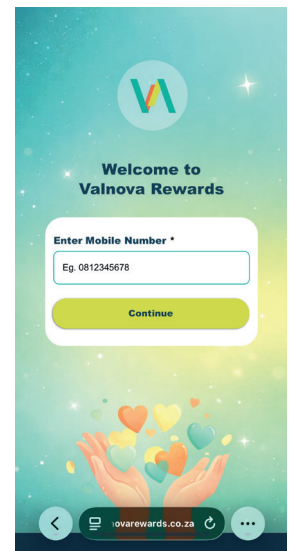 Welcome to
Valnova Rewards
Enter Mobile Number *
Eg. 0812345678
Continue
ovarewards.co.za